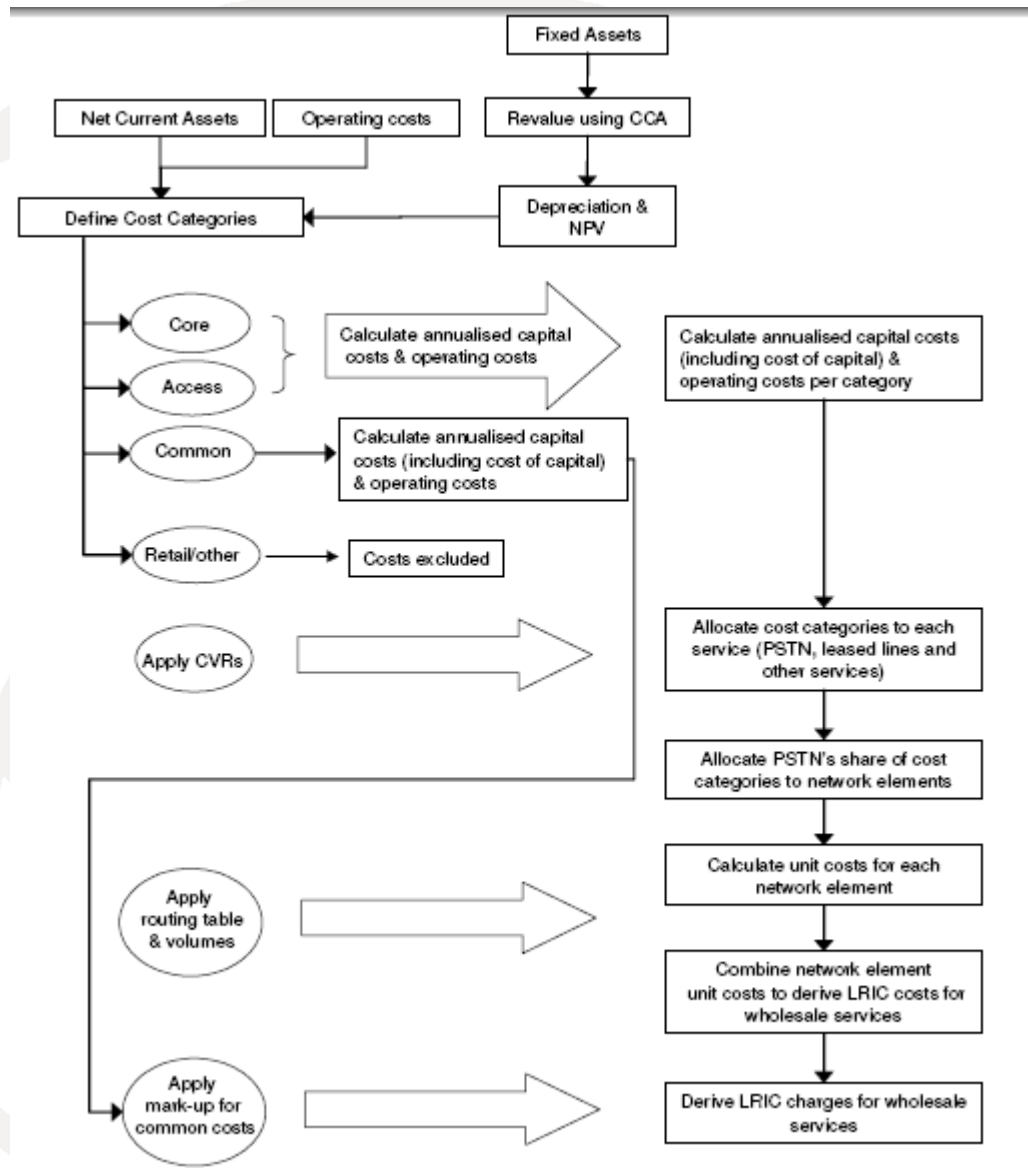 Fixed Assets
Net Current Assets
Operating costs
Revalue using CCA
Define Cost Categories
Depreciation &
NPV
Core
Access
Calculate annualised capital
costs & operating costs
Calculate annualised capital costs
(including cost of capital) &
operating costs per category
Common
Calculate annualised capital
costs (including cost of capital)
& operating costs
Retail/other
Costs excluded
Apply CVRs
Allocate cost categories to each
service (PSTN, leased lines and
other services)
Allocate PSTN's share of cost
categories to network elements
Calculate unit costs for each
network element
Apply
routing table
& volumes
Combine network element
unit costs to derive LRIC costs for
wholesale services
Apply
mark-up for
common costs
Derive LRIC charges for wholesale
services